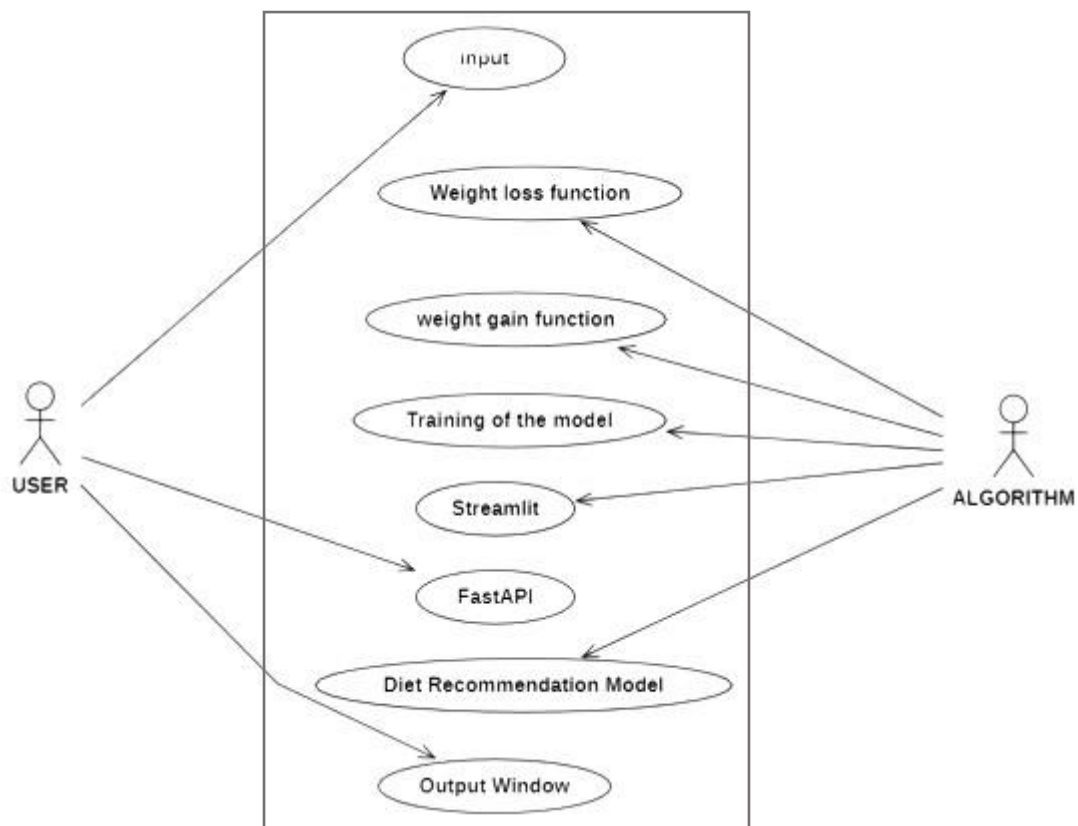 input
Weight loss function
weight gain function
Training of the model
USER
ALGORITHM
Streamlit
FastAPI
Diet Recommendation Model
Output Window